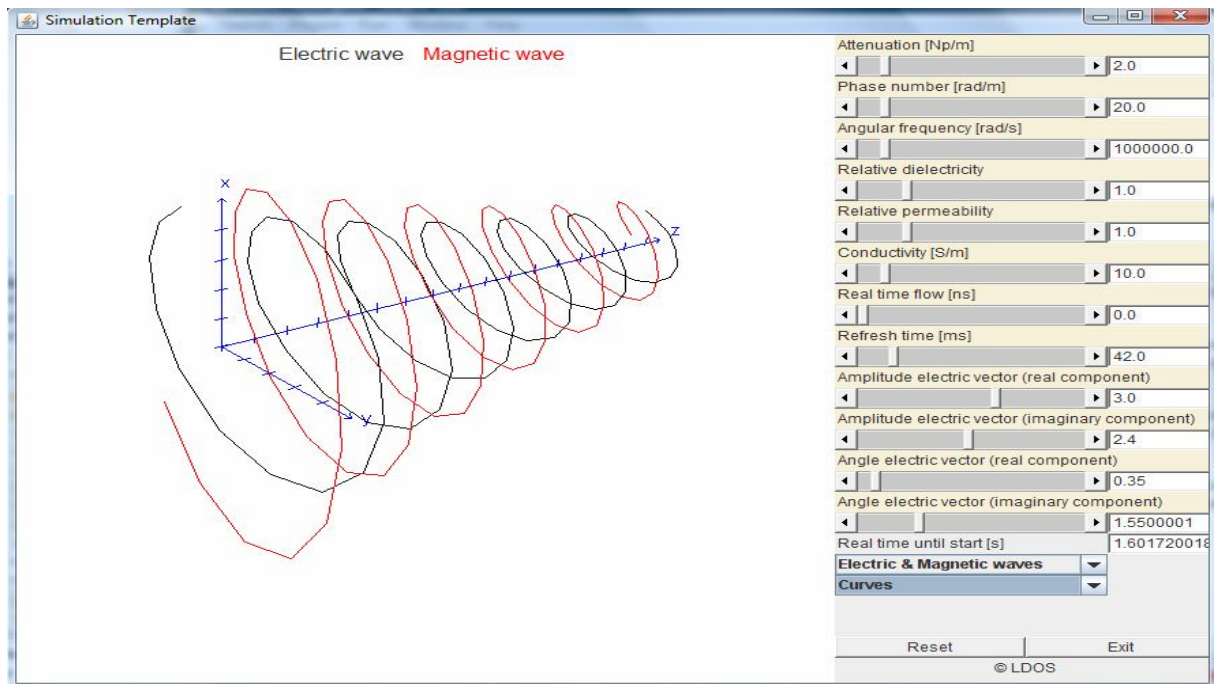 Simulation Template
Electric wave Magnetic wave
x
z
y
Attenuation [Np/m]
2.0
Phase number [rad/m]
20.0
Angular frequency [rad/s]
1000000.0
Relative dielectricity
1.0
Relative permeability
1.0
Conductivity [S/m]
10.0
Real time flow [ns]
0.0
Refresh time [ms]
42.0
Amplitude electric vector (real component)
3.0
Amplitude electric vector (imaginary component)
2.4
Angle electric vector (real component)
0.35
Angle electric vector (imaginary component)
1.5500001
Real time until start [s]
1.601720018
Electric & Magnetic waves
Curves
Reset Exit
© LDOS